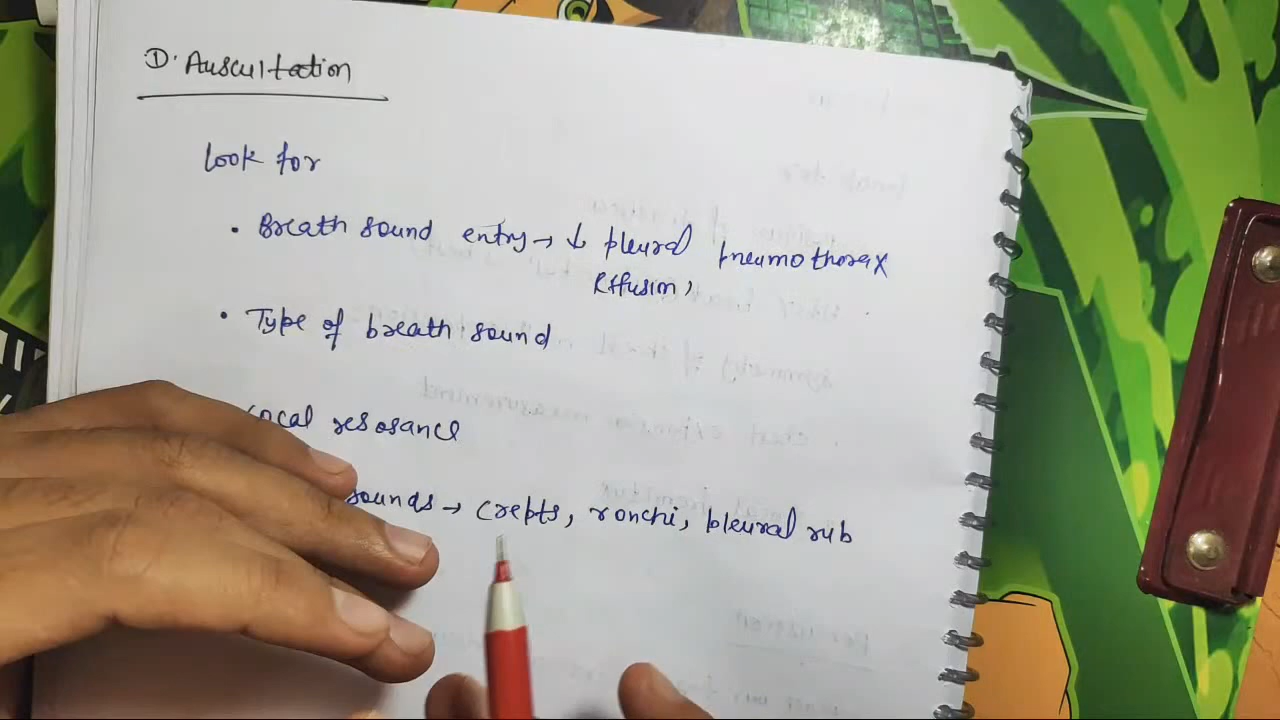 D. Auscultation
Look for
• Breath sound entry → ↓ pleural pneumothorax
Effusion,
• Type of breath sound
ocal resosance
sounds → crepts, ronchi, pleural rub